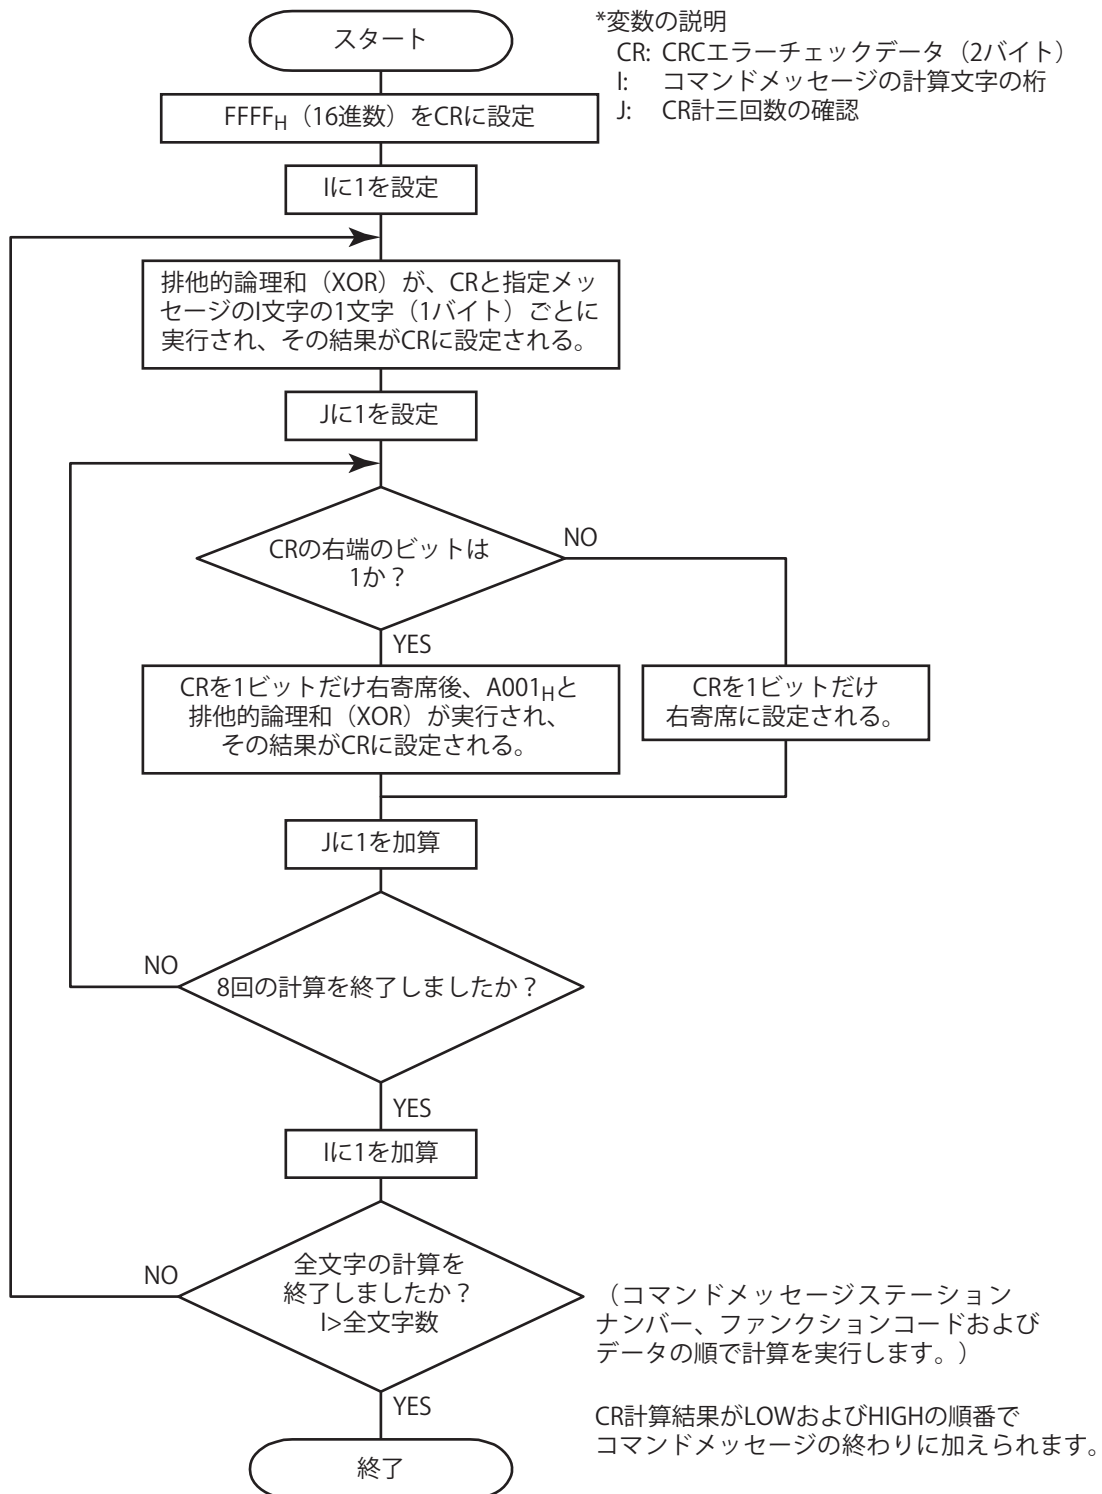 スタート
*変数の説明
CR: CRCエラーチェックデータ（2バイト）
I: コマンドメッセージの計算文字の桁
J: CR計三回数の確認
FFFFH（16進数）をCRに設定
Iに1を設定
排他的論理和（XOR）が、CRと指定メッ
セージのI文字の1文字（1バイト）ごとに
実行され、その結果がCRに設定される。
Jに1を設定
CRの右端のビットは
1か？
NO
YES
CRを1ビットだけ右寄席後、A001Hと
排他的論理和（XOR）が実行され、
その結果がCRに設定される。
CRを1ビットだけ
右寄席に設定される。
Jに1を加算
NO
8回の計算を終了しましたか？
YES
Iに1を加算
NO
全文字の計算を
終了しましたか？
I>全文字数
（コマンドメッセージステーション
ナンバー、ファンクションコードおよび
データの順で計算を実行します。）
YES
CR計算結果がLOWおよびHIGHの順番で
コマンドメッセージの終わりに加えられます。
終了